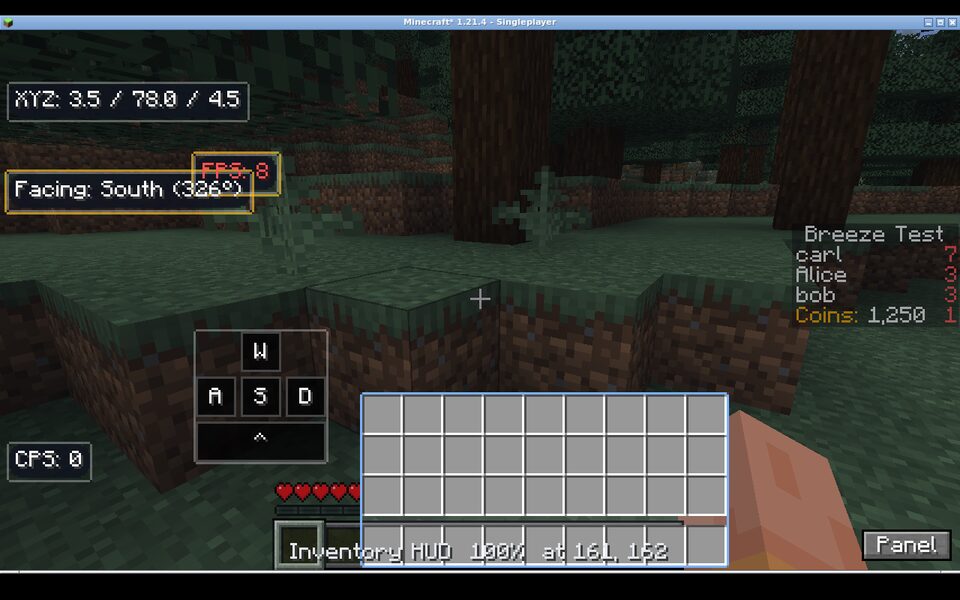 Minecraft* 1.21.4 - Singleplayer
XYZ: 3.5 / 78.0 / 4.5
FPS: 8
Facing: South (326°)
Breeze Test
carl 7
Alice 3
bob 3
Coins: 1,250 1
W
A S D
^
CPS: 0
Inventory HUD 100% at 161, 162
Panel